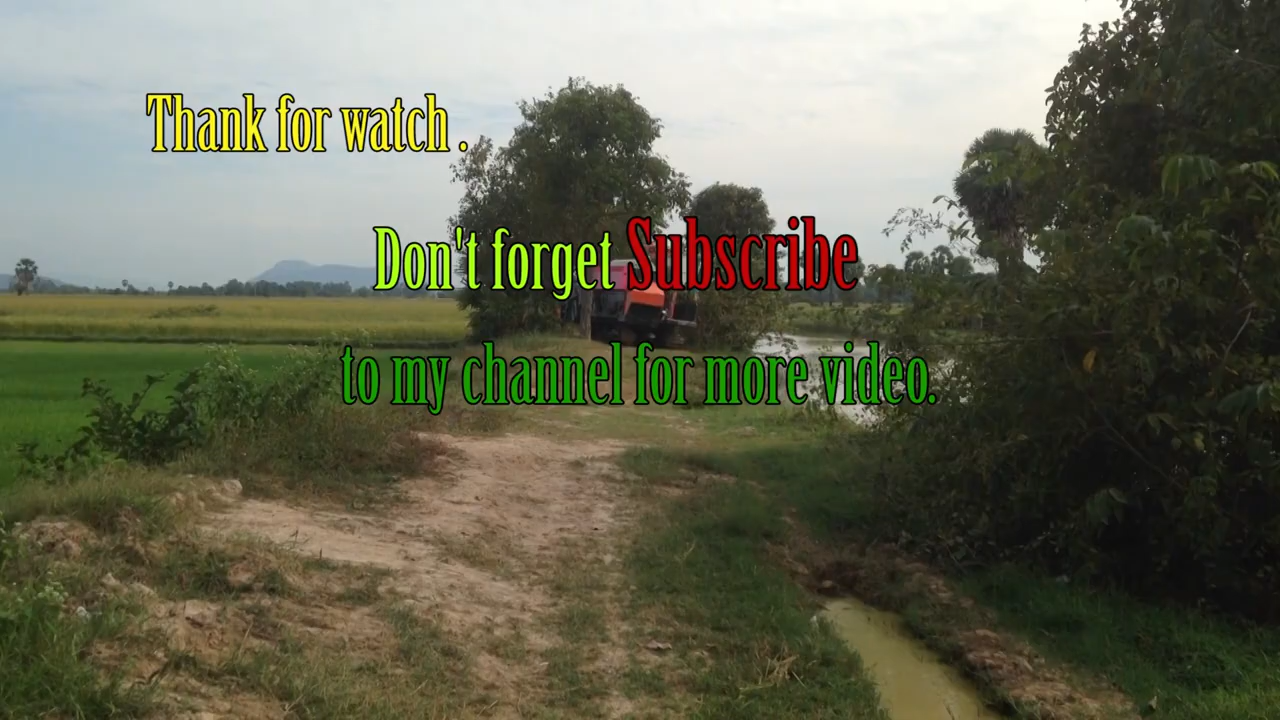 Thank for watch .
Don't forget Subscribe
to my channel for more video.